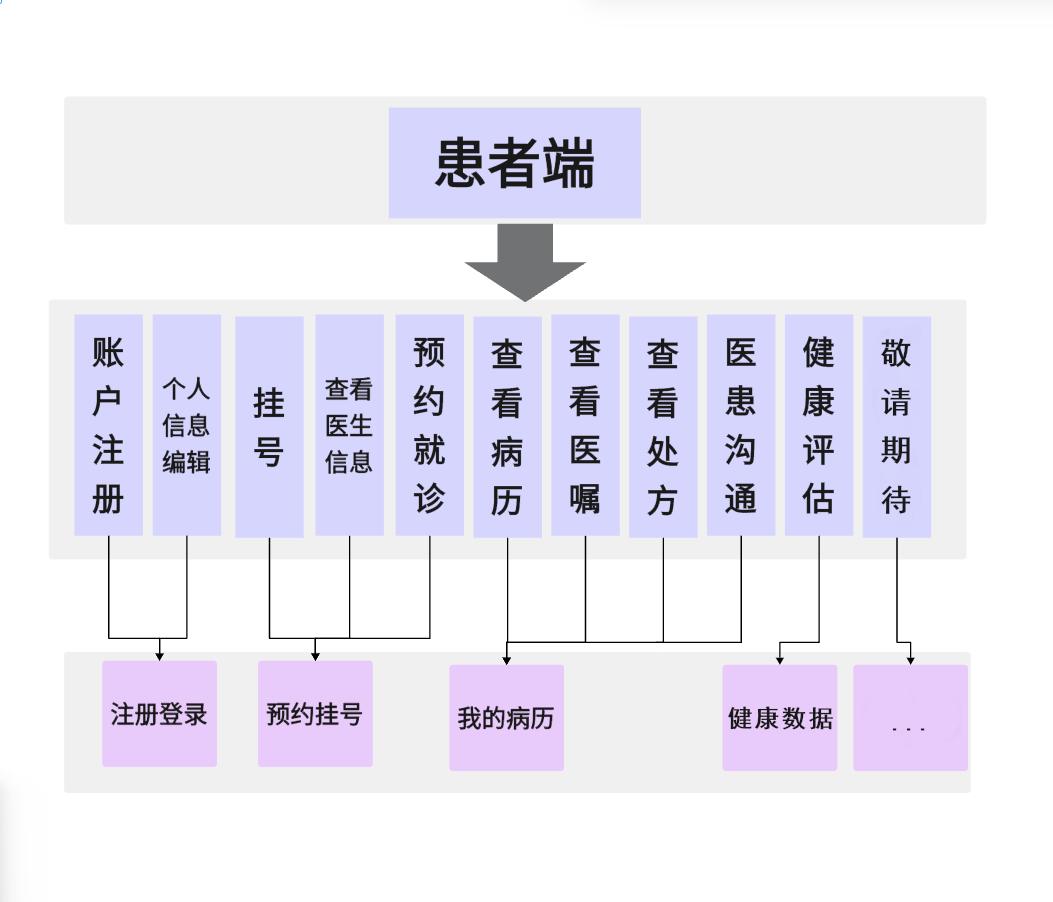 患者端
账户注册
个人
信息
编辑
挂号
查看
医生
信息
预约就诊
查看病历
查看医嘱
查看处方
医患沟通
健康评估
敬请期待
注册登录
预约挂号
我的病历
健康数据
...